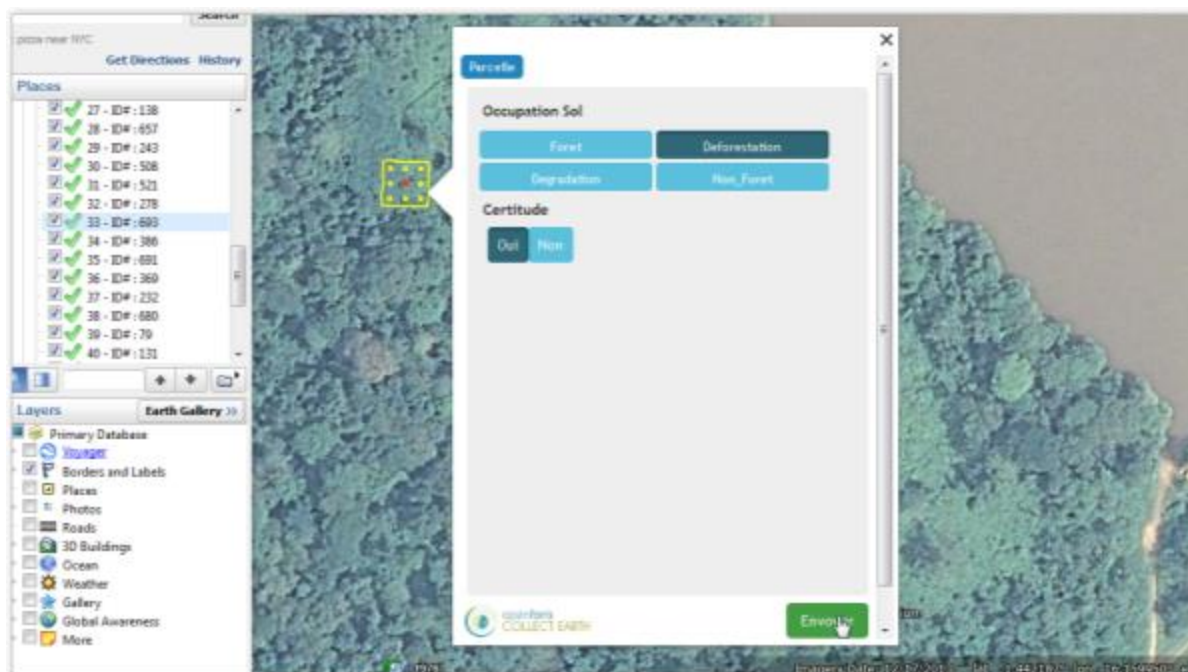 Search
pizza near NYC
Get Directions History
Places
27 - ID# : 138
28 - ID# : 657
29 - ID# : 243
30 - ID# : 508
31 - ID# : 521
32 - ID# : 278
33 - ID# : 693
34 - ID# : 386
35 - ID# : 691
36 - ID# : 369
37 - ID# : 232
38 - ID# : 680
39 - ID# : 79
40 - ID# : 131
Layers
Earth Gallery >>
Primary Database
Voyager
Borders and Labels
Places
Photos
Roads
3D Buildings
Ocean
Weather
Gallery
Global Awareness
More
Parcelle
Occupation Sol
Foret
Deforestation
Degradation
Non_Foret
Certitude
Oui
Non
openforis
COLLECT EARTH
Envoyer
Imagery Date: